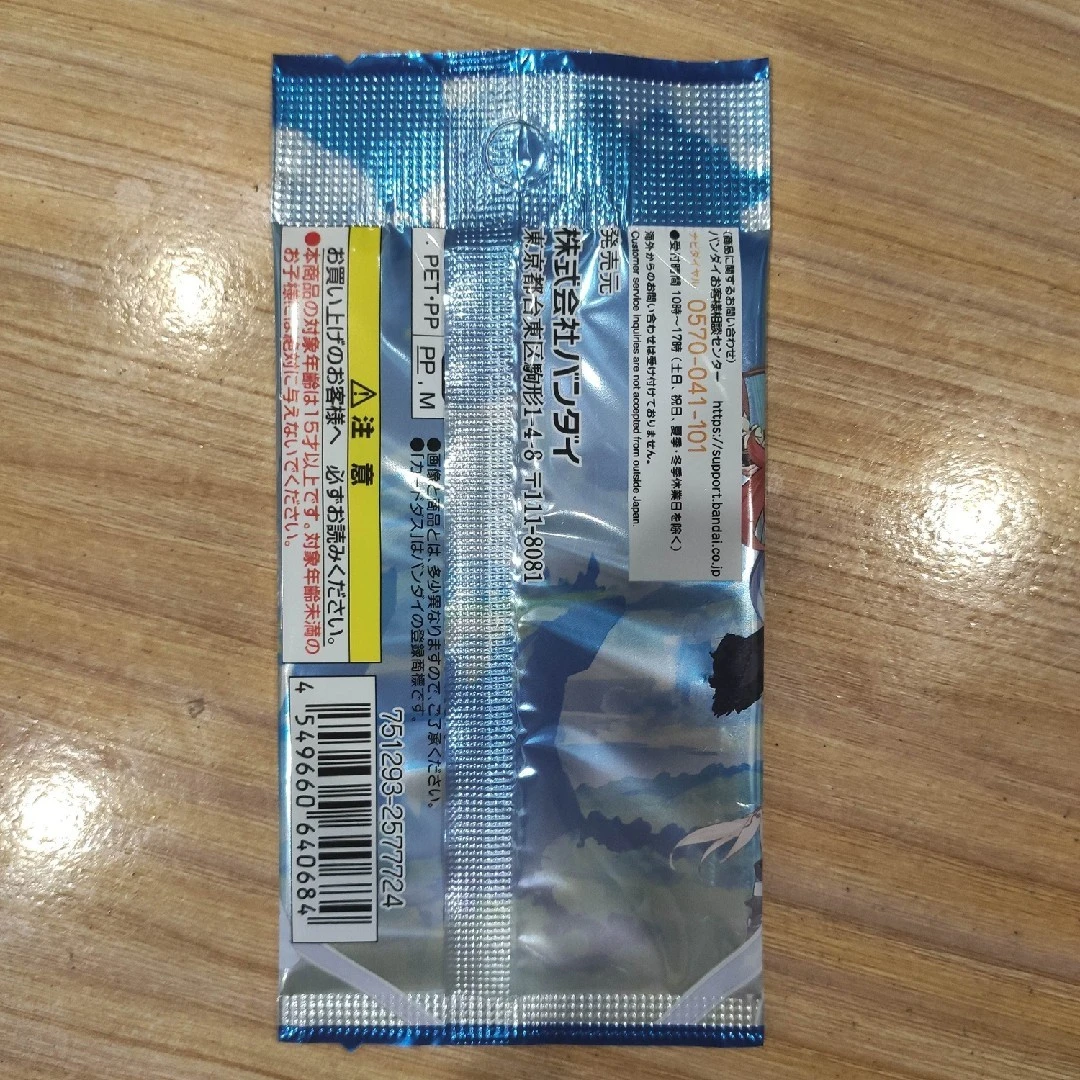 〈商品に関するお問い合わせ〉
バンダイお客様相談センター https://support.bandai.co.jp
ナビダイヤル 0570-041-101
●受付時間 10時〜17時（土日、祝日、夏季・冬季休業日を除く）
海外からのお問い合わせは受け付けておりません。
Customer service inquiries are not accepted from outside Japan.
発売元
株式会社バンダイ
東京都台東区駒形1-4-8 〒111-8081
PET・PP PP , M
●画像と商品とは、多少異なりますので、ご了承ください。
●「カードダス」はバンダイの登録商標です。
⚠注意
お買い上げのお客様へ 必ずお読みください。
●本商品の対象年齢は15才以上です。対象年齢未満の
お子様には絶対に与えないでください。
751293-2577724
4 549660 640684